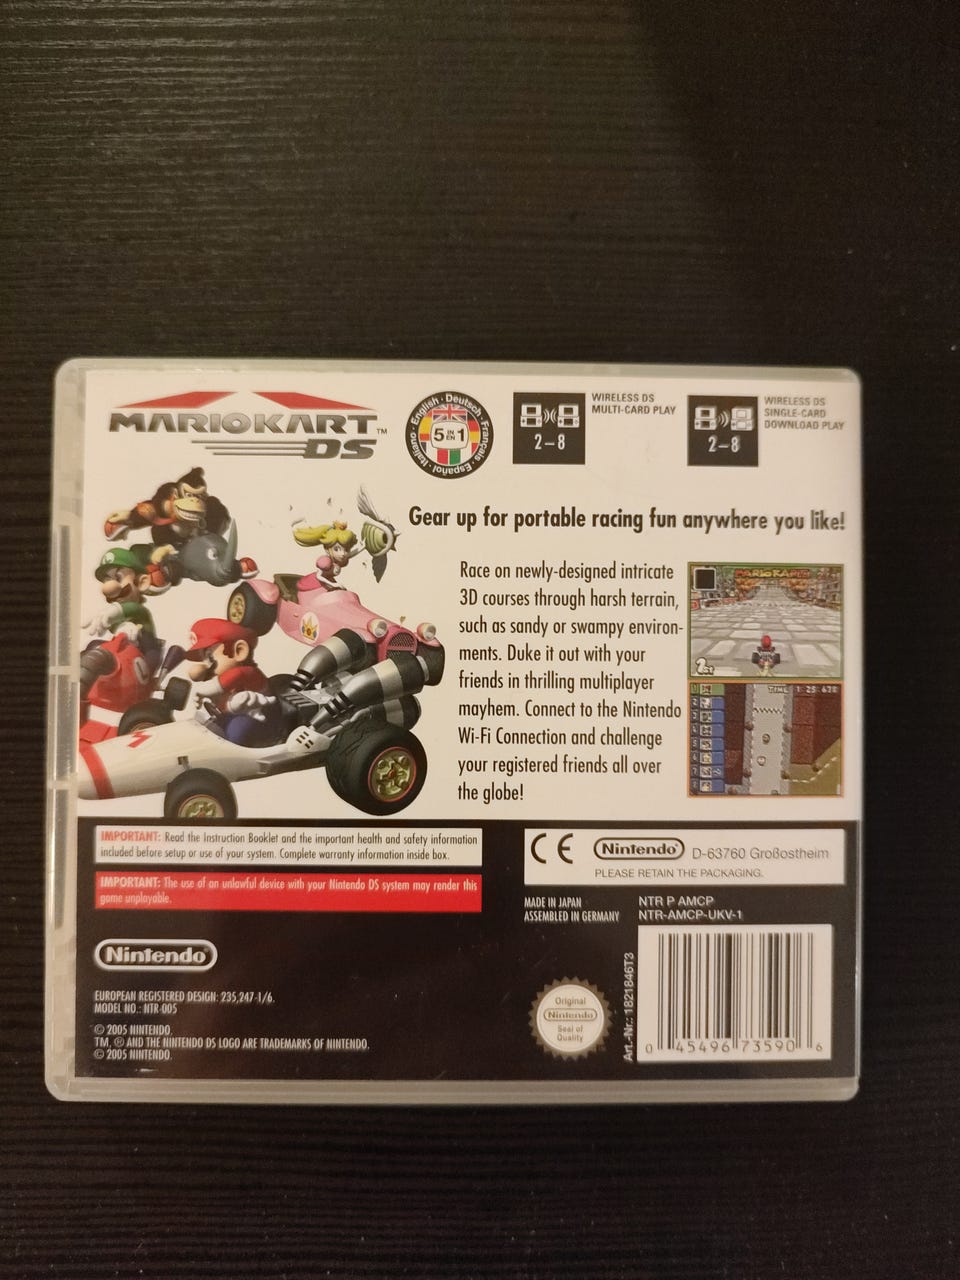 MARIOKART™
DS
English · Deutsch · Français · Español · Italiano ·
5 IN EN 1
WIRELESS DS
MULTI-CARD PLAY
2–8
WIRELESS DS
SINGLE-CARD
DOWNLOAD PLAY
2–8
Gear up for portable racing fun anywhere you like!
Race on newly-designed intricate
3D courses through harsh terrain,
such as sandy or swampy environ-
ments. Duke it out with your
friends in thrilling multiplayer
mayhem. Connect to the Nintendo
Wi-Fi Connection and challenge
your registered friends all over
the globe!
MARIOKART
1st
TIME 1:25:678
M
IMPORTANT: Read the Instruction Booklet and the important health and safety information
included before setup or use of your system. Complete warranty information inside box.
IMPORTANT: The use of an unlawful device with your Nintendo DS system may render this
game unplayable.
CE Nintendo® D-63760 Großostheim
PLEASE RETAIN THE PACKAGING.
MADE IN JAPAN
ASSEMBLED IN GERMANY
NTR P AMCP
NTR-AMCP-UKV-1
Nintendo®
EUROPEAN REGISTERED DESIGN: 235,247-1/6.
MODEL NO.: NTR-005
© 2005 NINTENDO.
TM, ® AND THE NINTENDO DS LOGO ARE TRADEMARKS OF NINTENDO.
© 2005 NINTENDO.
Original
Nintendo
Seal of
Quality
Art.-Nr.: 1821846T3
0 45496 73590 6